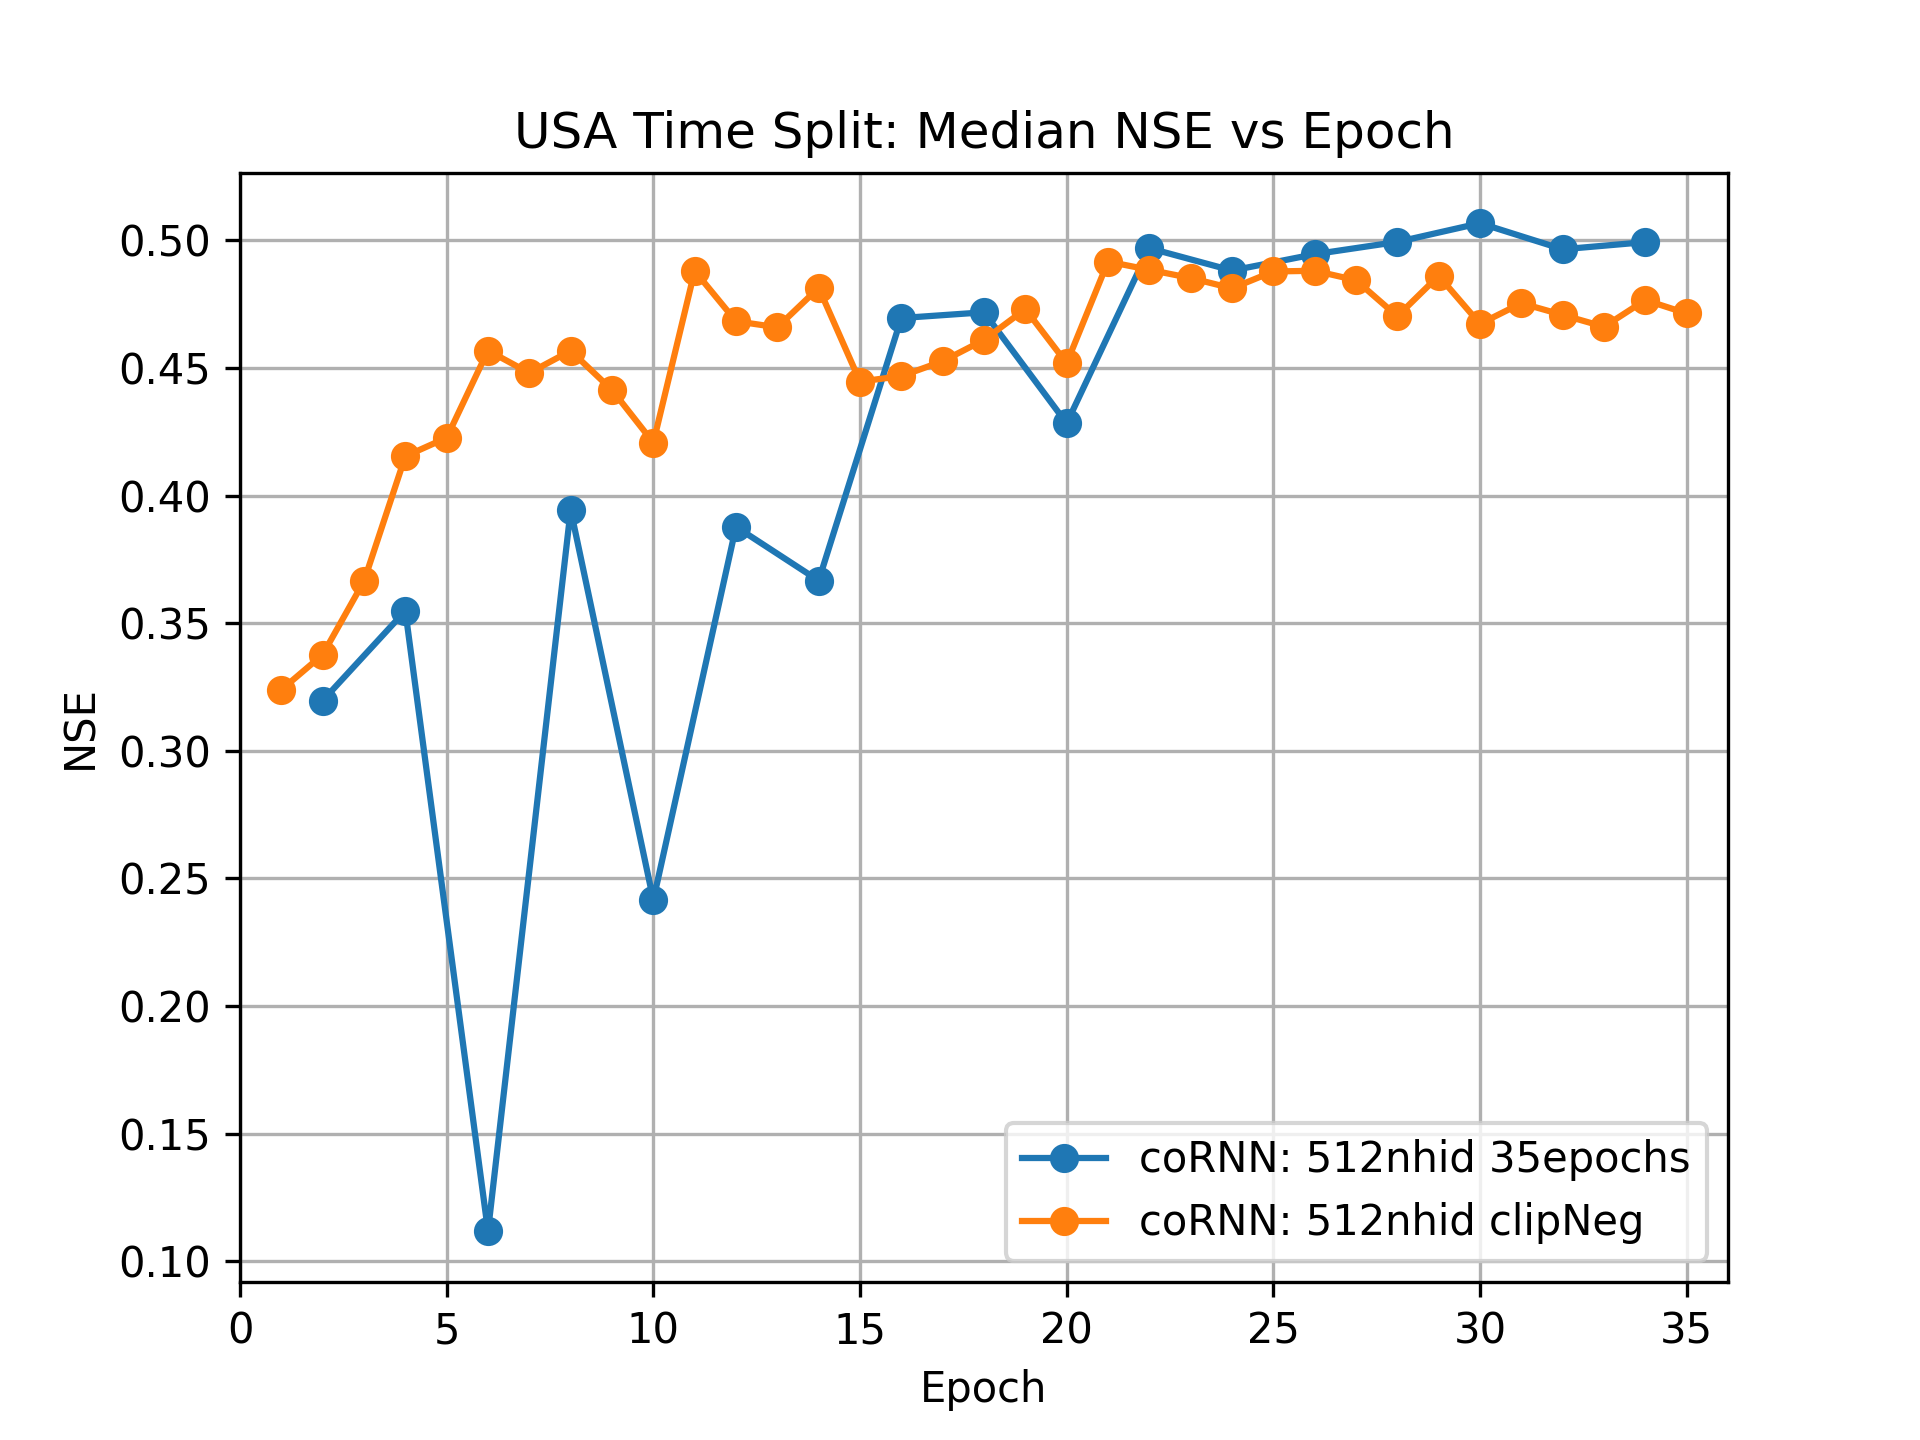 USA Time Split: Median NSE vs Epoch
0.50
0.45
0.40
0.35
0.30
0.25
0.20
0.15
0.10
NSE
coRNN: 512nhid 35epochs
coRNN: 512nhid clipNeg
0 5 10 15 20 25 30 35
Epoch